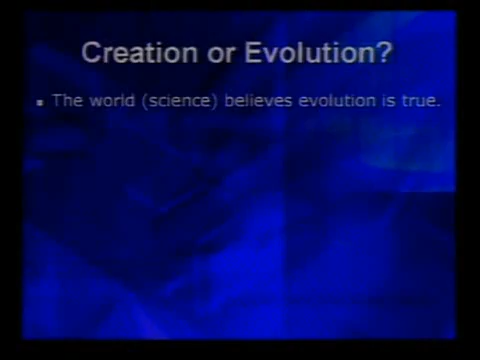 Creation or Evolution?
▪ The world (science) believes evolution is true.